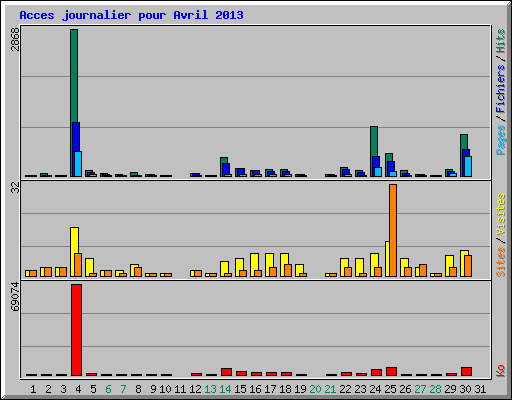 Acces journalier pour Avril 2013
2868
32
69074
Pages / Fichiers / Hits
Sites / Visites
Ko
1 2 3 4 5 6 7 8 9 10 11 12 13 14 15 16 17 18 19 20 21 22 23 24 25 26 27 28 29 30 31